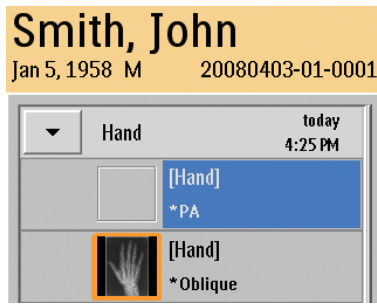 Smith, John
Jan 5, 1958 M 20080403-01-0001
Hand today
4:25 PM
[Hand]
*PA
[Hand]
*Oblique